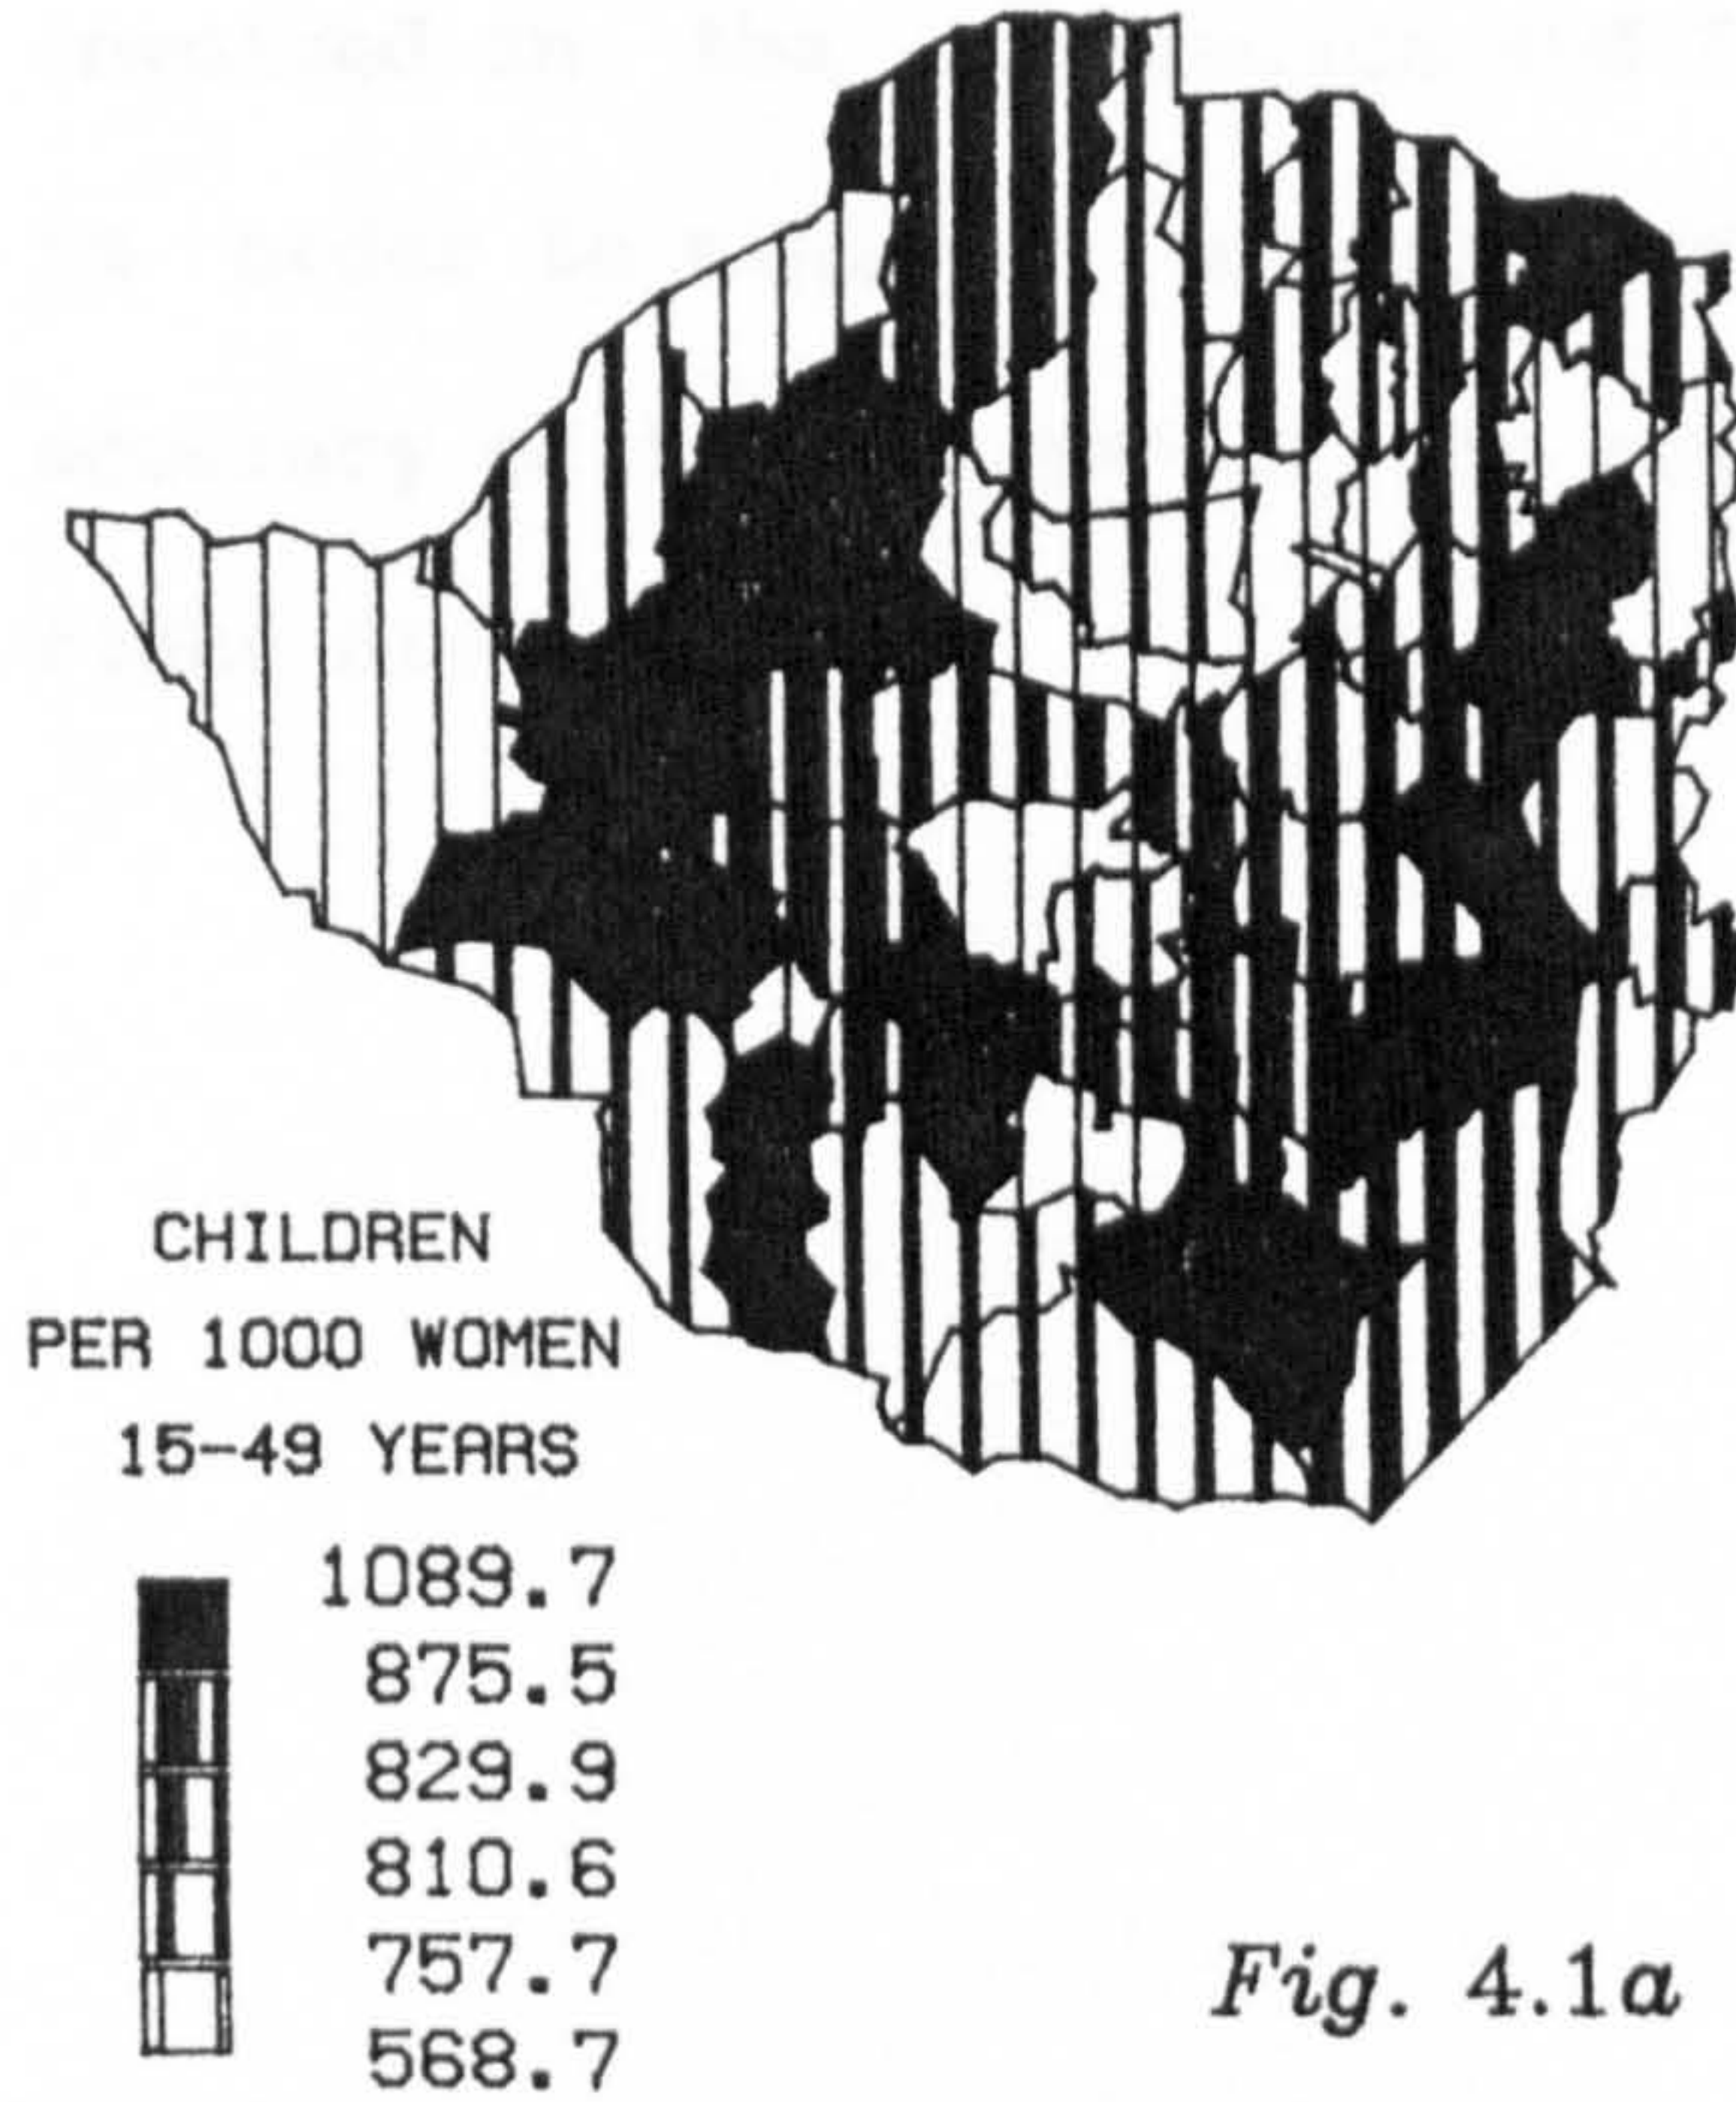 CHILDREN
PER 1000 WOMEN
15-49 YEARS
1089.7
875.5
829.9
810.6
757.7
568.7
Fig. 4.1a